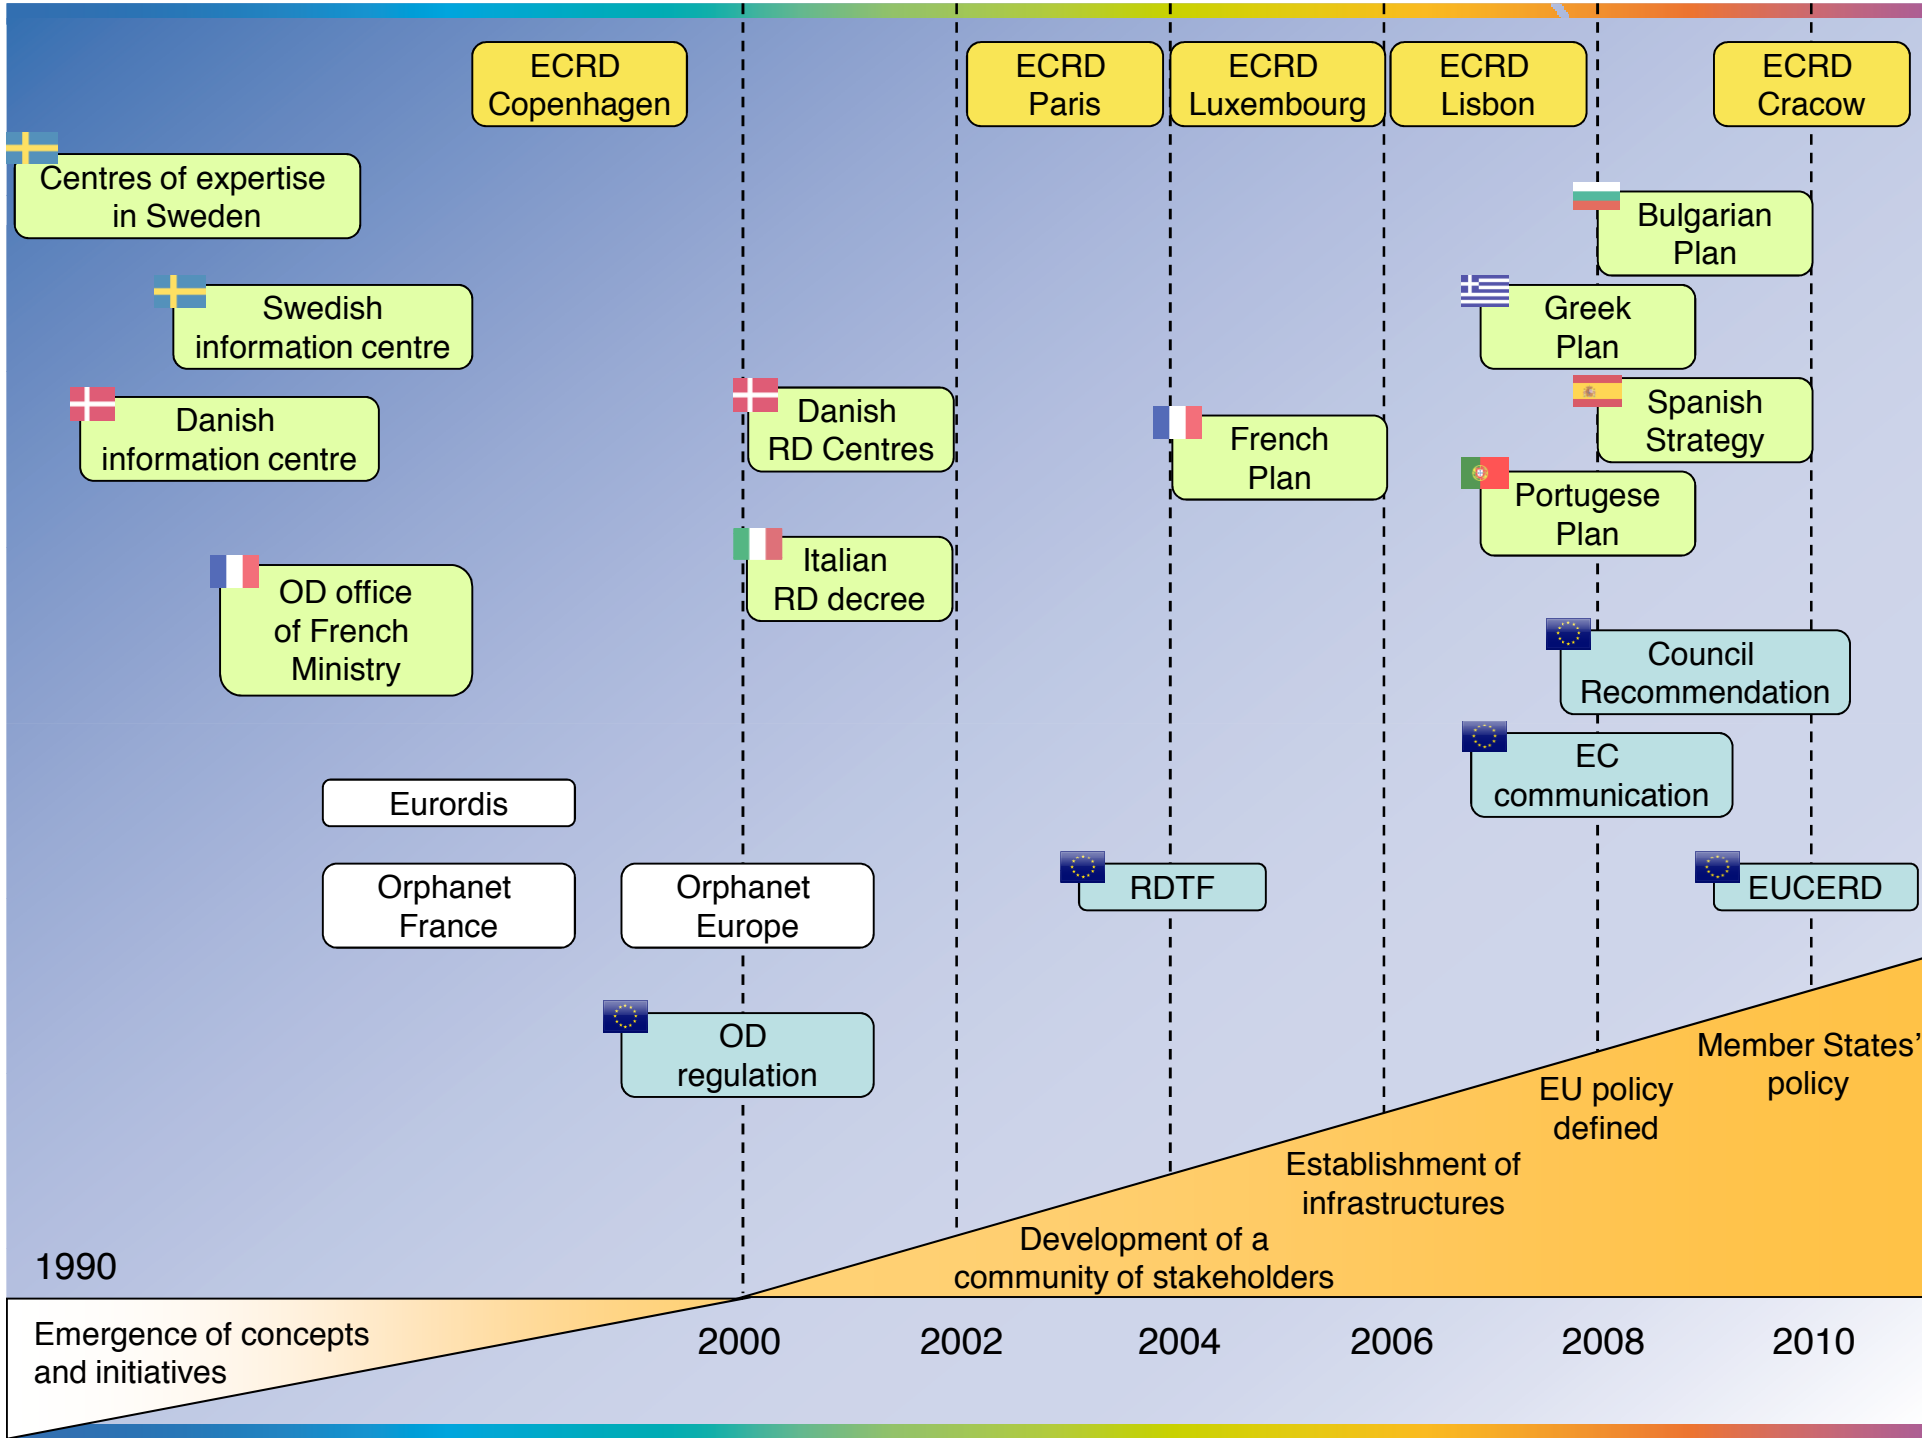 ECRD
Copenhagen
ECRD
Paris
ECRD
Luxembourg
ECRD
Lisbon
ECRD
Cracow
Centres of expertise
in Sweden
Bulgarian
Plan
Swedish
information centre
Greek
Plan
Danish
information centre
Danish
RD Centres
French
Plan
Spanish
Strategy
Portugese
Plan
Italian
RD decree
OD office
of French
Ministry
Council
Recommendation
EC
communication
Eurordis
Orphanet
France
Orphanet
Europe
RDTF
EUCERD
OD
regulation
Member States’
policy
EU policy
defined
Establishment of
infrastructures
Development of a
community of stakeholders
1990
Emergence of concepts
and initiatives
2000
2002
2004
2006
2008
2010